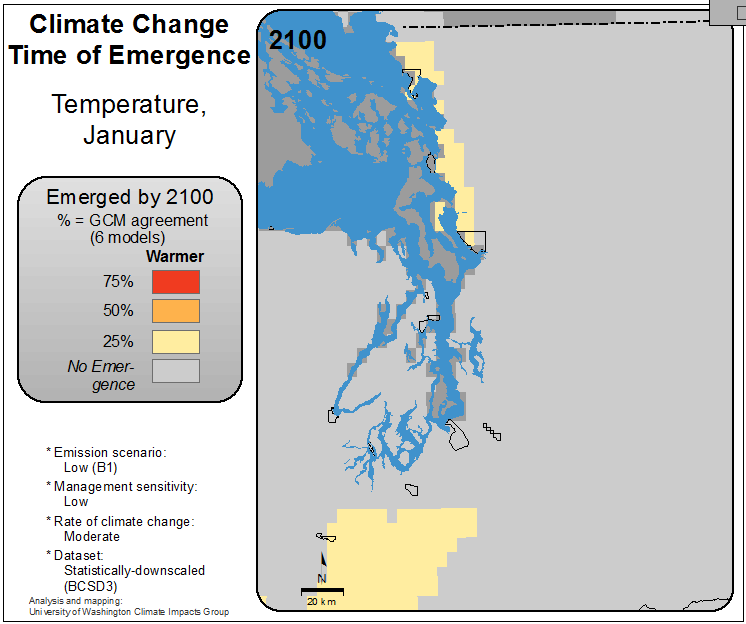 Climate Change
Time of Emergence
Temperature,
January
Emerged by 2100
% = GCM agreement
(6 models)
Warmer
75%
50%
25%
No Emer-
gence
* Emission scenario:
Low (B1)
* Management sensitivity:
Low
* Rate of climate change:
Moderate
* Dataset:
Statistically-downscaled
(BCSD3)
Analysis and mapping:
University of Washington Climate Impacts Group
2100
N
20 km